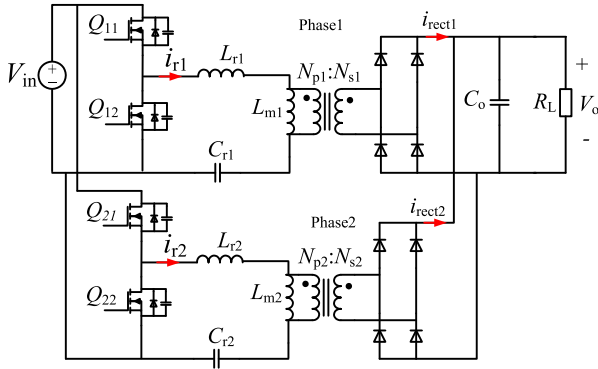 Phase1
Q11
ir1
Lr1
Np1:Ns1
irect1
Vin
+
-
Q12
Lm1
Cr1
Co
RL
+
Vo
-
Phase2
Q21
ir2
Lr2
Np2:Ns2
irect2
Q22
Lm2
Cr2